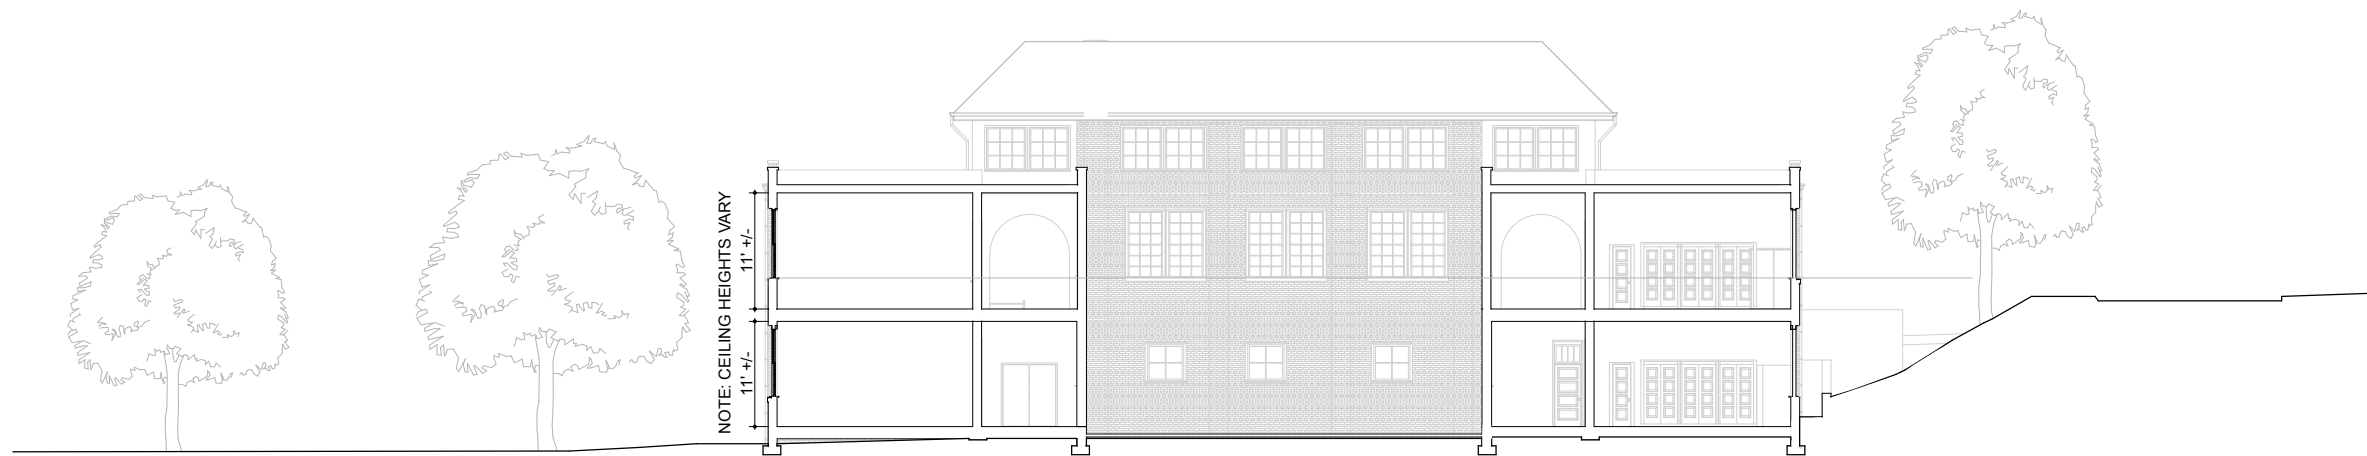 NOTE: CEILING HEIGHTS VARY
11' +/-
11' +/-